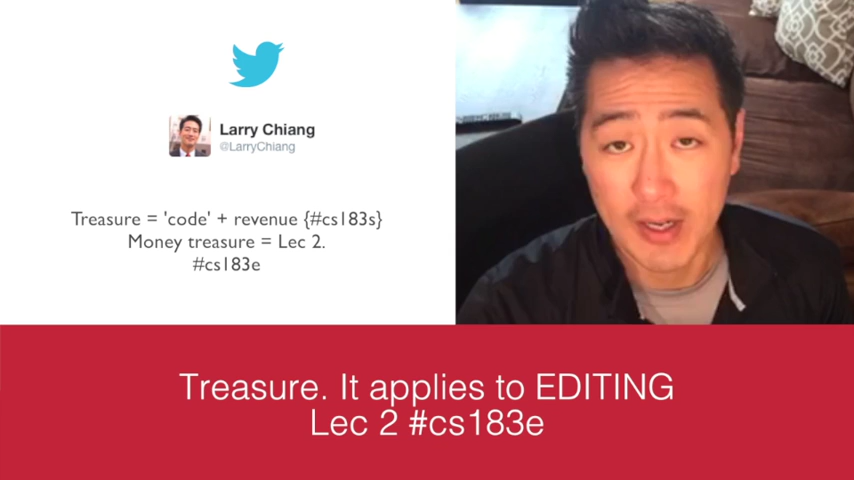 Larry Chiang
@LarryChiang
Treasure = 'code' + revenue {#cs183s}
Money treasure = Lec 2.
#cs183e
Treasure. It applies to EDITING
Lec 2 #cs183e